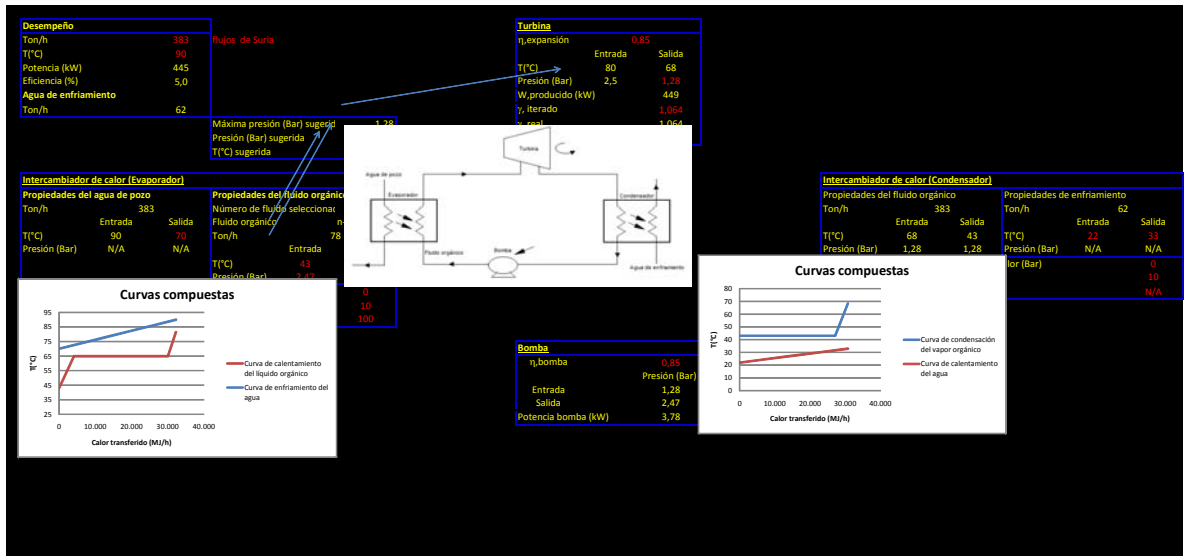 Desempeño
Ton/h 383 flujos de Suria
T(°C) 90
Potencia (kW) 445
Eficiencia (%) 5,0
Agua de enfriamiento
Ton/h 62
Máxima presión (Bar) sugerid 1,28
Presión (Bar) sugerida
T(°C) sugerida
Turbina
η,expansión 0,85
Entrada Salida
T(°C) 80 68
Presión (Bar) 2,5 1,28
W,producido (kW) 449
γ, iterado 1,064
γ, real 1,064
Turbina
Agua de pozo
Evaporador
Condensador
Fluido orgánico
Bomba
Agua de enfriamiento
Intercambiador de calor (Evaporador)
Propiedades del agua de pozo
Ton/h 383
Entrada Salida
T(°C) 90 70
Presión (Bar) N/A N/A
Propiedades del fluido orgánico
Número de fluido seleccionad
Fluido orgánico n-
Ton/h 78
Entrada
T(°C) 43
Presión (Bar) 2,47
0
10
100
Intercambiador de calor (Condensador)
Propiedades del fluido orgánico
Ton/h 383
Entrada Salida
T(°C) 68 43
Presión (Bar) 1,28 1,28
Propiedades de enfriamiento
Ton/h 62
Entrada Salida
T(°C) 22 33
Presión (Bar) N/A N/A
lor (Bar) 0
10
N/A
Curvas compuestas
95
85
75
65
55
45
35
25
T(°C)
0 10.000 20.000 30.000 40.000
Calor transferido (MJ/h)
Curva de calentamiento
del líquido orgánico
Curva de enfriamiento del
agua
Bomba
η,bomba 0,85
Presión (Bar)
Entrada 1,28
Salida 2,47
Potencia bomba (kW) 3,78
Curvas compuestas
80
70
60
50
40
30
20
10
0
T(°C)
0 10.000 20.000 30.000 40.000
Calor transferido (MJ/h)
Curva de condensación
del vapor orgánico
Curva de calentamiento
del agua